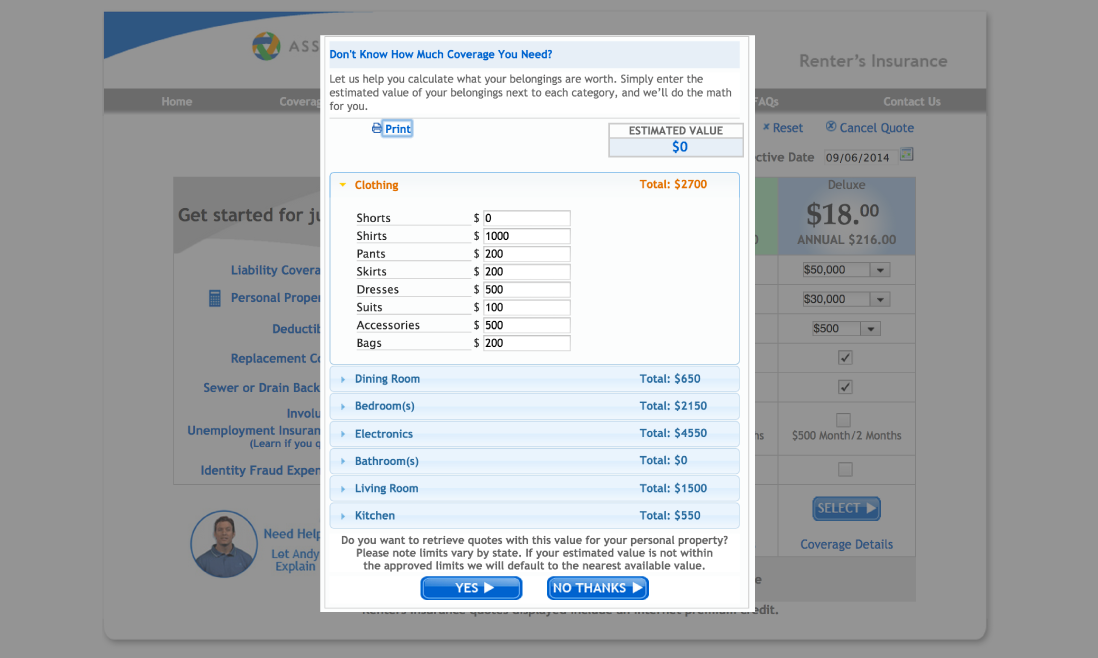 ASS
Renter's Insurance
Home
Coverag
FAQs
Contact Us
Don't Know How Much Coverage You Need?
Let us help you calculate what your belongings are worth. Simply enter the
estimated value of your belongings next to each category, and we'll do the math
for you.
Print
ESTIMATED VALUE
$0
Reset
Cancel Quote
ctive Date 09/06/2014
Clothing Total: $2700
Shorts $ 0
Shirts $ 1000
Pants $ 200
Skirts $ 200
Dresses $ 500
Suits $ 100
Accessories $ 500
Bags $ 200
Dining Room Total: $650
Bedroom(s) Total: $2150
Electronics Total: $4550
Bathroom(s) Total: $0
Living Room Total: $1500
Kitchen Total: $550
Do you want to retrieve quotes with this value for your personal property?
Please note limits vary by state. If your estimated value is not within
the approved limits we will default to the nearest available value.
YES
NO THANKS
Get started for ju
Liability Covera
Personal Proper
Deductib
Replacement Co
Sewer or Drain Back
Involu
Unemployment Insuran
(Learn if you q
Identity Fraud Expen
Deluxe
$18.00
ANNUAL $216.00
$50,000
$30,000
$500
hs
$500 Month/2 Months
SELECT
Coverage Details
Need Help
Let Andy
Explain
e
Renters insurance quotes displayed include an internet premium credit.